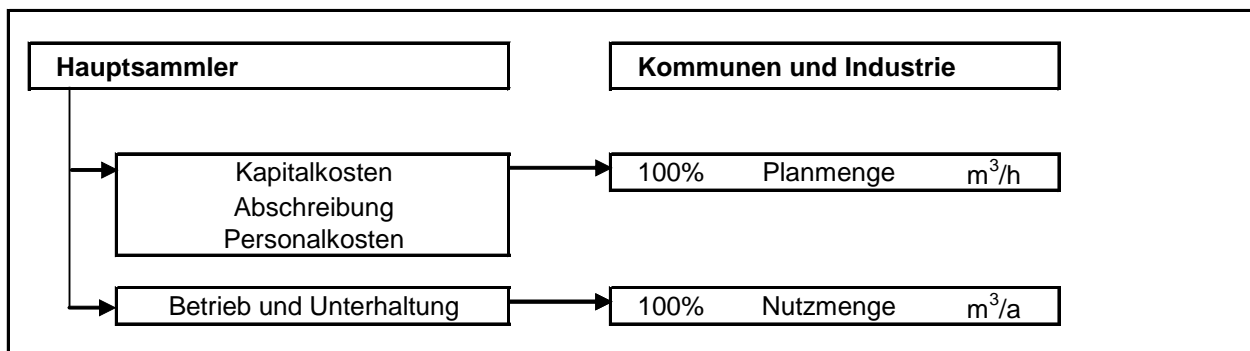 Hauptsammler
Kommunen und Industrie
Kapitalkosten
Abschreibung
Personalkosten
100% Planmenge m³/h
Betrieb und Unterhaltung
100% Nutzmenge m³/a